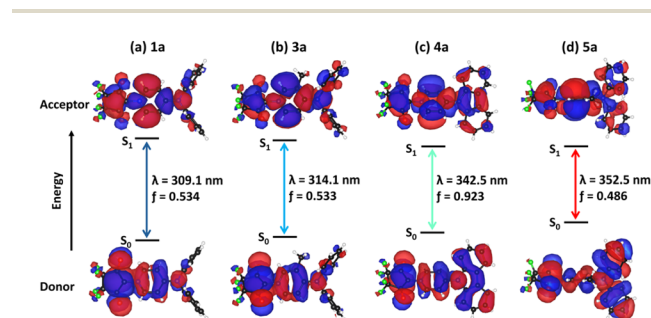 (a) 1a
(b) 3a
(c) 4a
(d) 5a
Acceptor
Energy
Donor
S1
λ = 309.1 nm
ƒ = 0.534
S0
S1
λ = 314.1 nm
ƒ = 0.533
S0
S1
λ = 342.5 nm
ƒ = 0.923
S0
S1
λ = 352.5 nm
ƒ = 0.486
S0